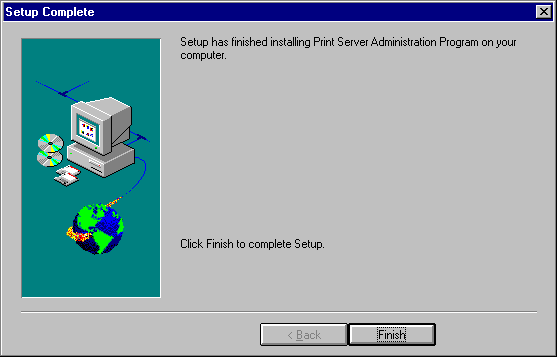 Setup Complete
Setup has finished installing Print Server Administration Program on your
computer.
Click Finish to complete Setup.
< Back
Finish